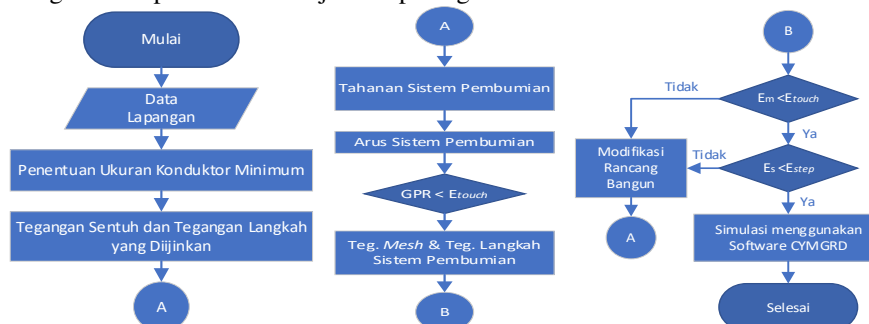 Mulai
Data
Lapangan
Penentuan Ukuran Konduktor Minimum
Tegangan Sentuh dan Tegangan Langkah
yang Diijinkan
A
A
Tahanan Sistem Pembumian
Arus Sistem Pembumian
GPR < Etouch
Teg. Mesh & Teg. Langkah
Sistem Pembumian
B
B
Em <Etouch
Tidak
Ya
Es <Estep
Tidak
Ya
Modifikasi
Rancang
Bangun
A
Simulasi menggunakan
Software CYMGRD
Selesai